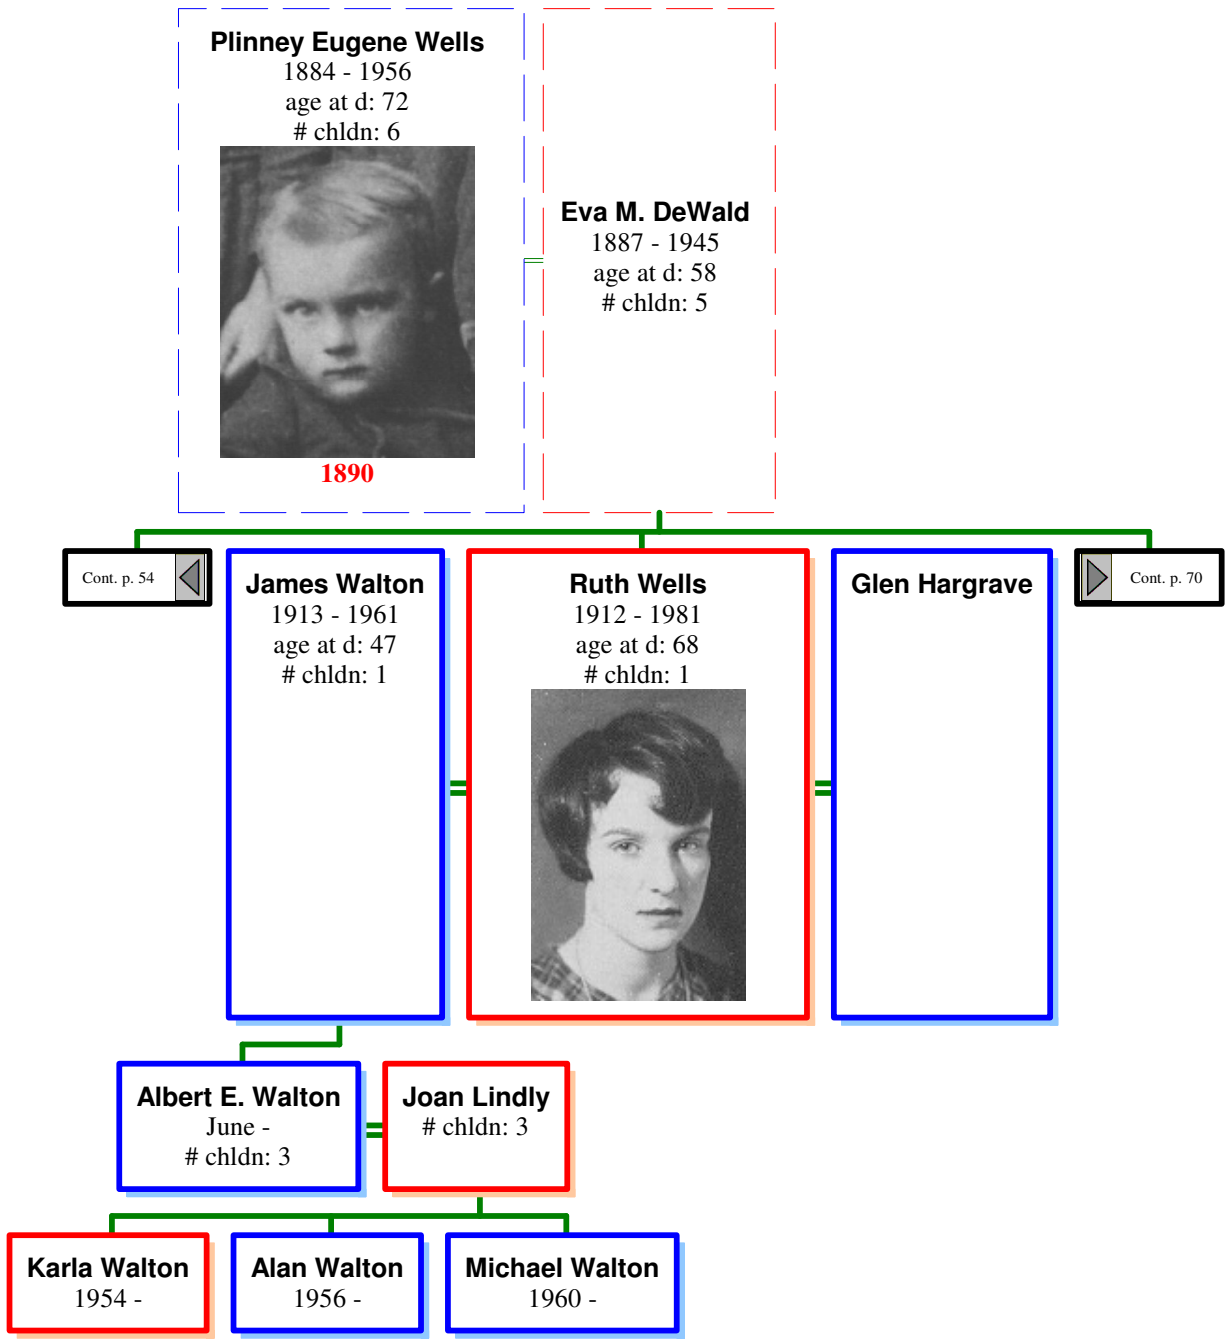 Plinney Eugene Wells
1884 - 1956
age at d: 72
# chldn: 6
1890
Eva M. DeWald
1887 - 1945
age at d: 58
# chldn: 5
Cont. p. 54
James Walton
1913 - 1961
age at d: 47
# chldn: 1
Ruth Wells
1912 - 1981
age at d: 68
# chldn: 1
Glen Hargrave
Cont. p. 70
Albert E. Walton
June -
# chldn: 3
Joan Lindly
# chldn: 3
Karla Walton
1954 -
Alan Walton
1956 -
Michael Walton
1960 -